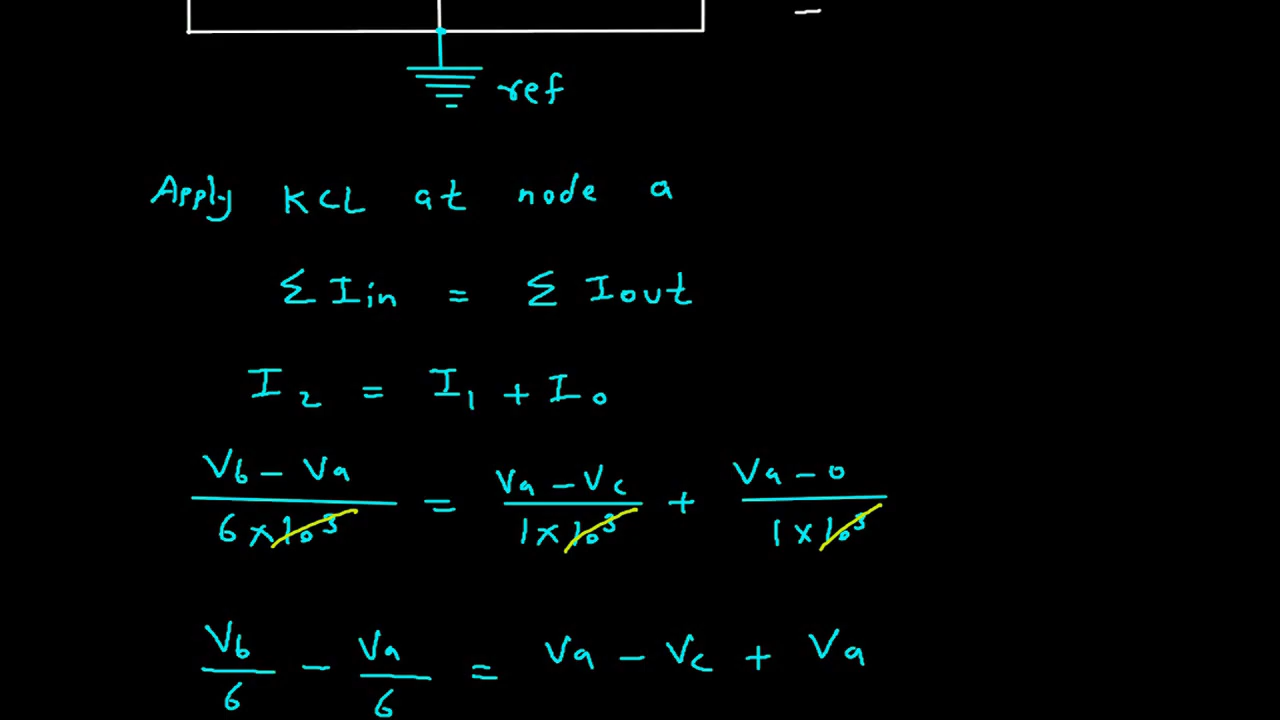 ref
Apply KCL at node a
Σ Iin = Σ Iout
I₂ = I₁ + I₀
(Vb − Va)/(6×10³) = (Va − Vc)/(1×10³) + (Va − 0)/(1×10³)
Vb/6 − Va/6 = Va − Vc + Va